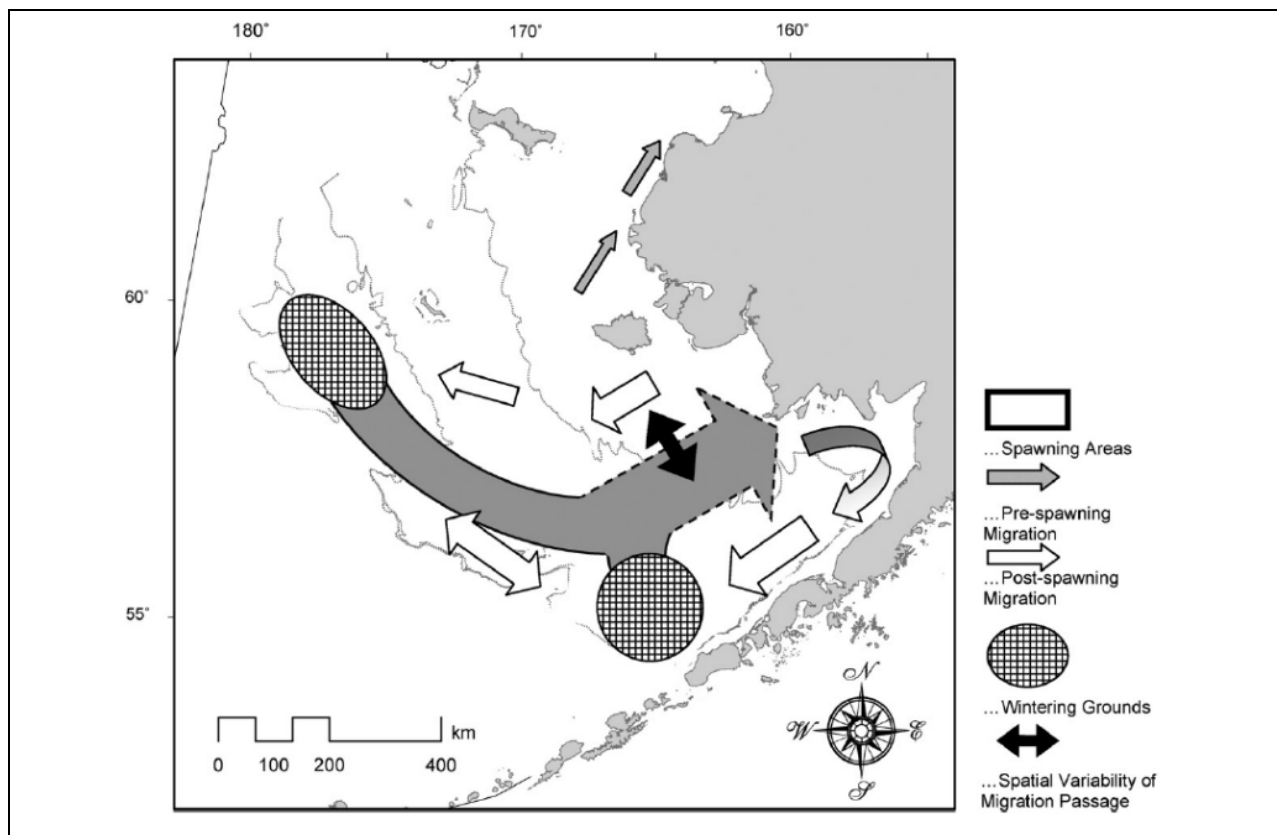 180°
170°
160°
60°
55°
0 100 200 400
km
N
W E
S
...Spawning Areas
...Pre-spawning
Migration
...Post-spawning
Migration
...Wintering Grounds
...Spatial Variability of
Migration Passage